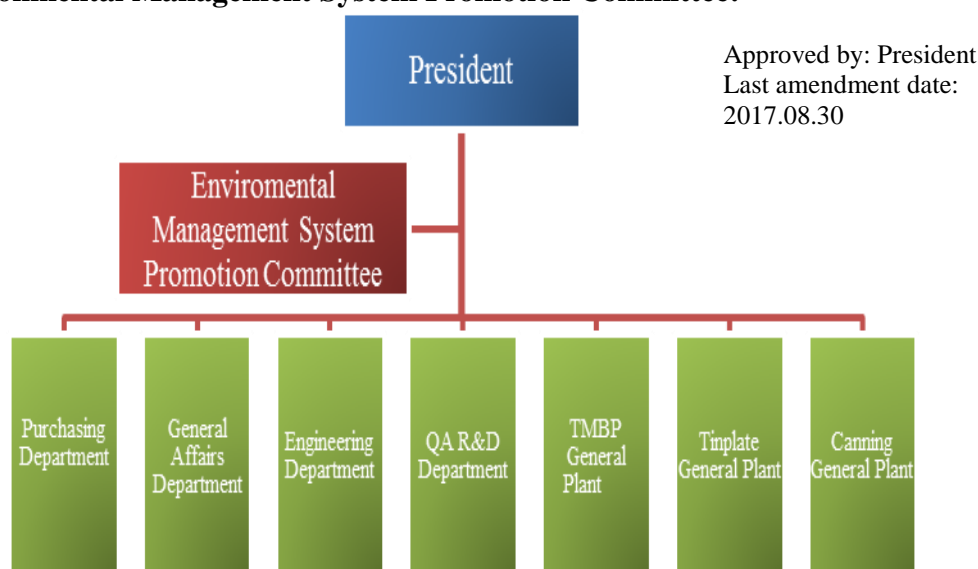 President
Approved by: President
Last amendment date:
2017.08.30
Enviromental
Management System
Promotion Committee
Purchasing
Department
General
Affairs
Department
Engineering
Department
QA R&D
Department
TMBP
General
Plant
Tinplate
General Plant
Canning
General Plant